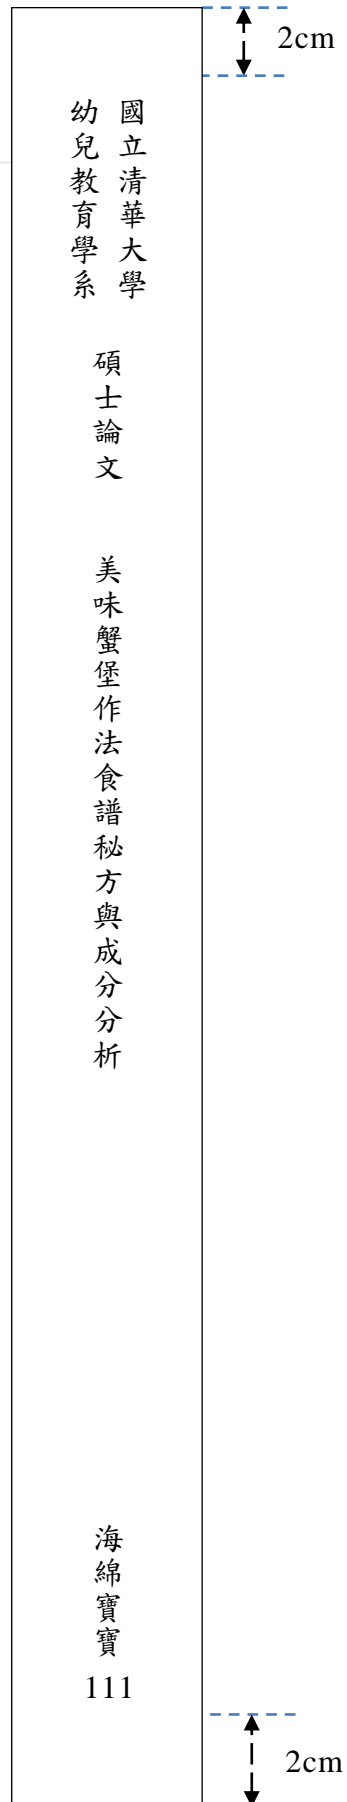 國立清華大學
幼兒教育學系
碩士論文
美味蟹堡作法食譜秘方與成分分析
海綿寶寶
111
2cm
2cm